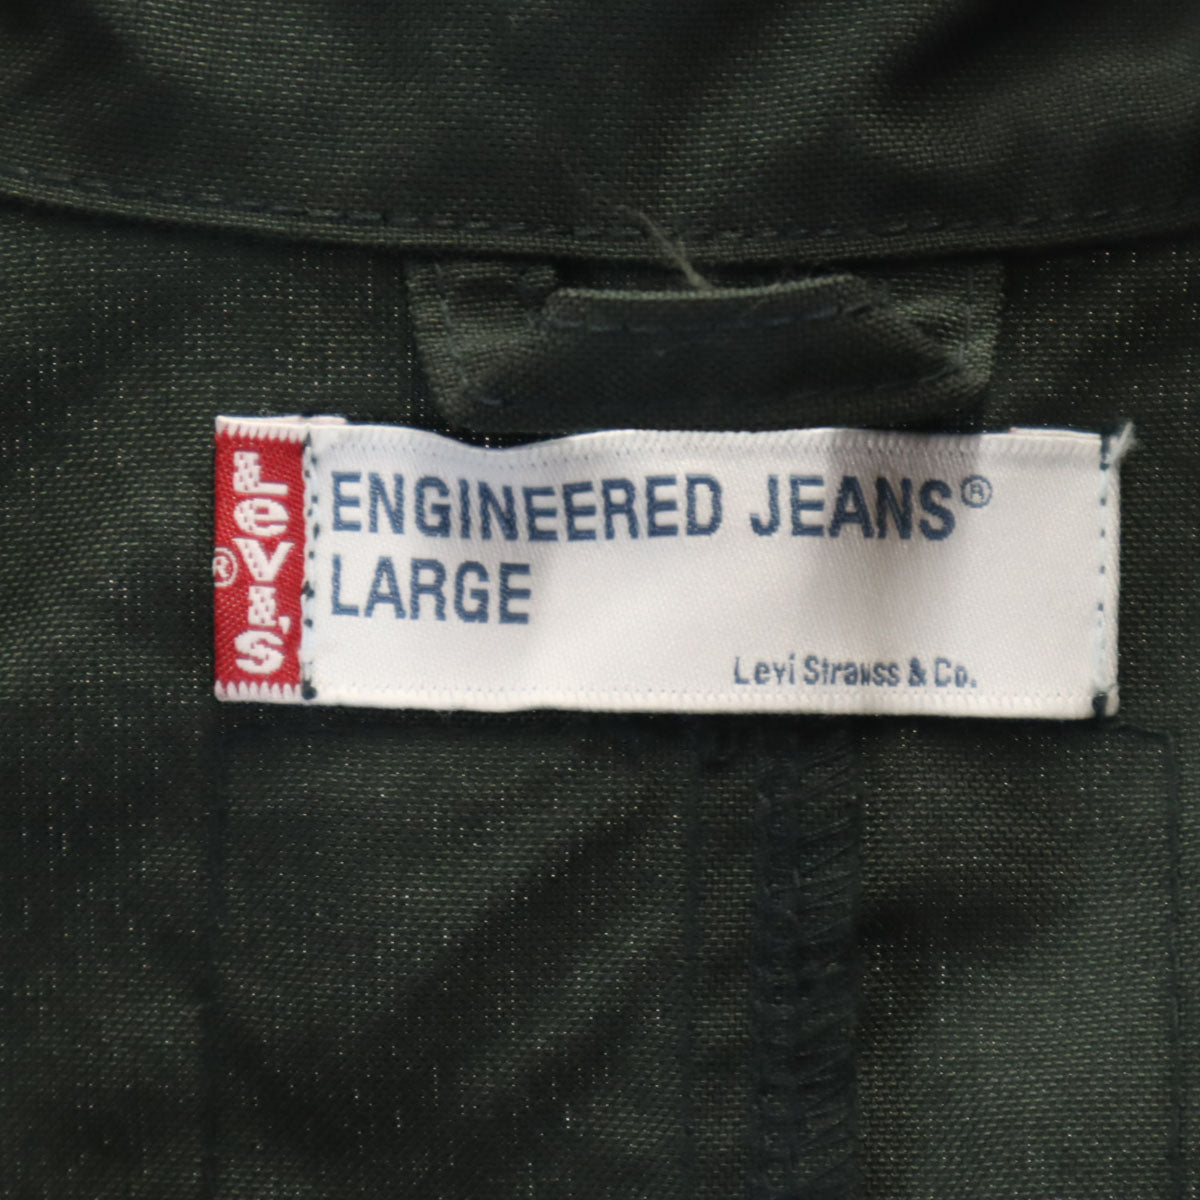 LEVI'S®
ENGINEERED JEANS®
LARGE
Levi Strauss & Co.